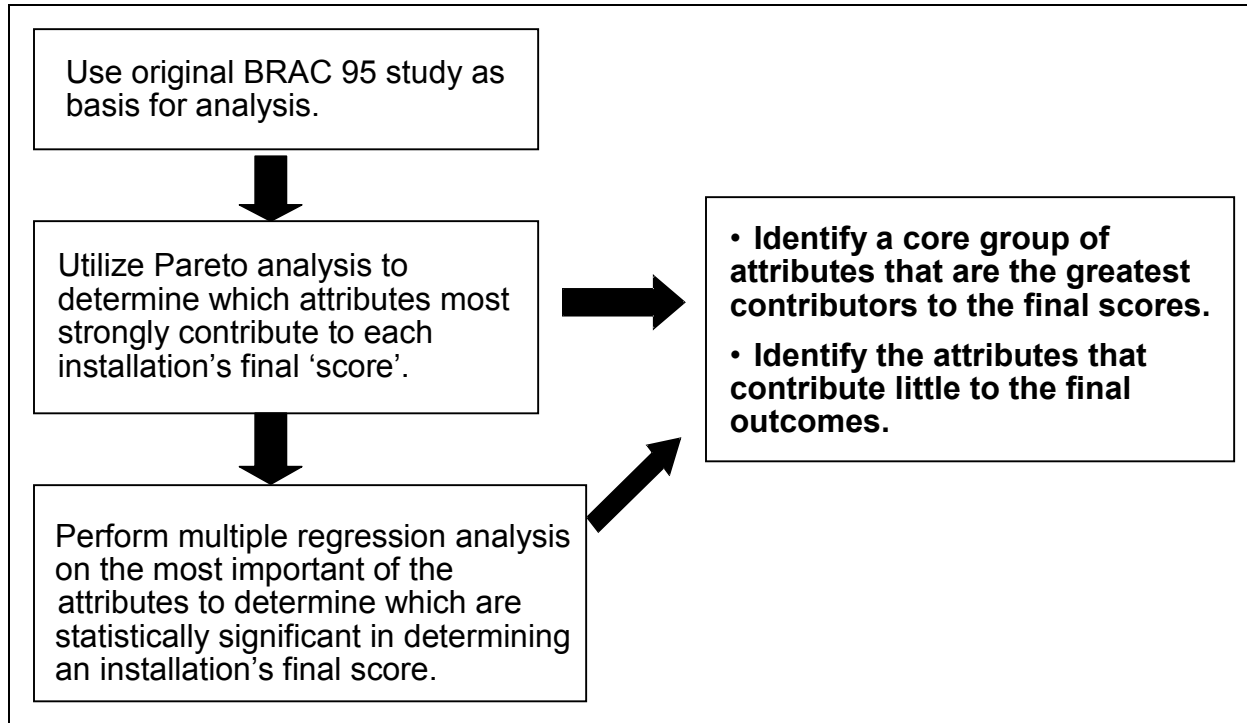 Use original BRAC 95 study as
basis for analysis.
Utilize Pareto analysis to
determine which attributes most
strongly contribute to each
installation’s final ‘score’.
Perform multiple regression analysis
on the most important of the
attributes to determine which are
statistically significant in determining
an installation’s final score.
• Identify a core group of
attributes that are the greatest
contributors to the final scores.
• Identify the attributes that
contribute little to the final
outcomes.